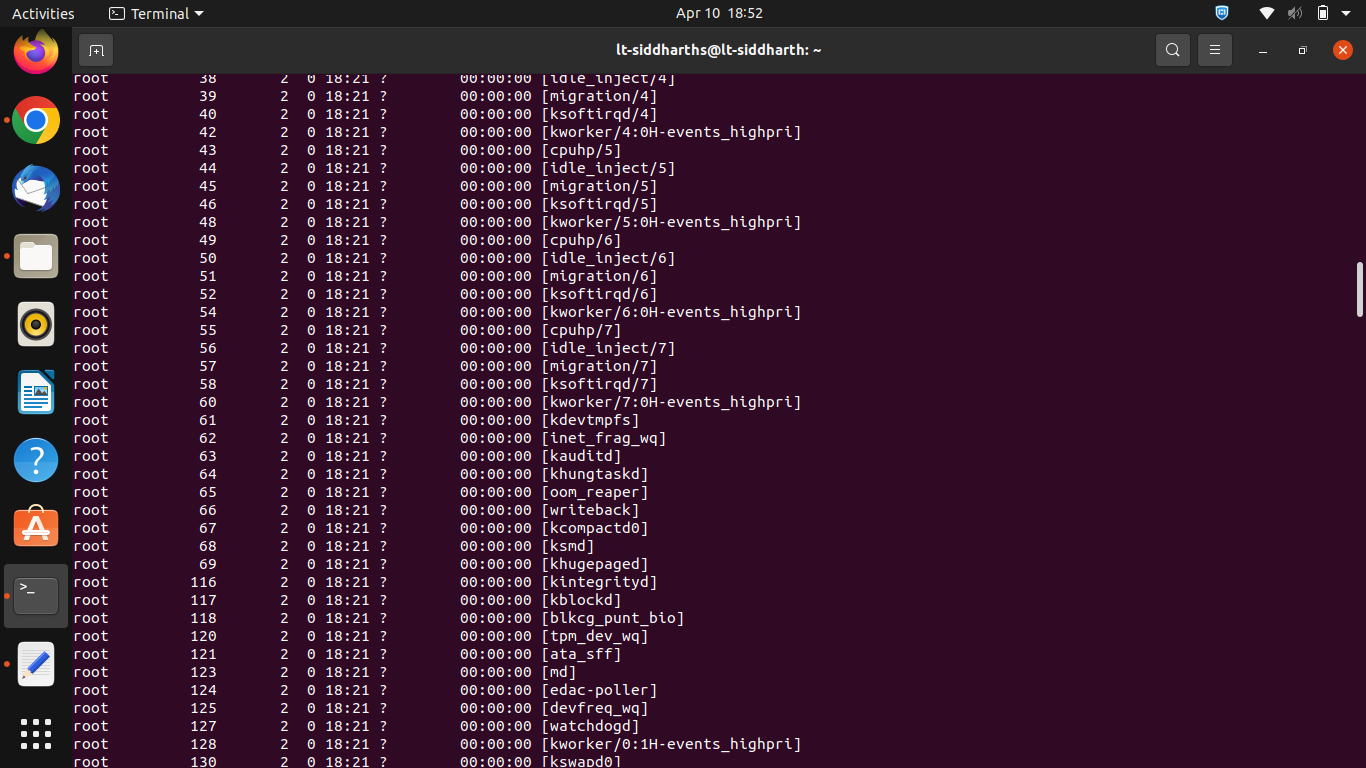 Activities Terminal Apr 10 18:52
lt-siddharths@lt-siddharth: ~
root 38 2 0 18:21 ? 00:00:00 [idle_inject/4]
root 39 2 0 18:21 ? 00:00:00 [migration/4]
root 40 2 0 18:21 ? 00:00:00 [ksoftirqd/4]
root 42 2 0 18:21 ? 00:00:00 [kworker/4:0H-events_highpri]
root 43 2 0 18:21 ? 00:00:00 [cpuhp/5]
root 44 2 0 18:21 ? 00:00:00 [idle_inject/5]
root 45 2 0 18:21 ? 00:00:00 [migration/5]
root 46 2 0 18:21 ? 00:00:00 [ksoftirqd/5]
root 48 2 0 18:21 ? 00:00:00 [kworker/5:0H-events_highpri]
root 49 2 0 18:21 ? 00:00:00 [cpuhp/6]
root 50 2 0 18:21 ? 00:00:00 [idle_inject/6]
root 51 2 0 18:21 ? 00:00:00 [migration/6]
root 52 2 0 18:21 ? 00:00:00 [ksoftirqd/6]
root 54 2 0 18:21 ? 00:00:00 [kworker/6:0H-events_highpri]
root 55 2 0 18:21 ? 00:00:00 [cpuhp/7]
root 56 2 0 18:21 ? 00:00:00 [idle_inject/7]
root 57 2 0 18:21 ? 00:00:00 [migration/7]
root 58 2 0 18:21 ? 00:00:00 [ksoftirqd/7]
root 60 2 0 18:21 ? 00:00:00 [kworker/7:0H-events_highpri]
root 61 2 0 18:21 ? 00:00:00 [kdevtmpfs]
root 62 2 0 18:21 ? 00:00:00 [inet_frag_wq]
root 63 2 0 18:21 ? 00:00:00 [kauditd]
root 64 2 0 18:21 ? 00:00:00 [khungtaskd]
root 65 2 0 18:21 ? 00:00:00 [oom_reaper]
root 66 2 0 18:21 ? 00:00:00 [writeback]
root 67 2 0 18:21 ? 00:00:00 [kcompactd0]
root 68 2 0 18:21 ? 00:00:00 [ksmd]
root 69 2 0 18:21 ? 00:00:00 [khugepaged]
root 116 2 0 18:21 ? 00:00:00 [kintegrityd]
root 117 2 0 18:21 ? 00:00:00 [kblockd]
root 118 2 0 18:21 ? 00:00:00 [blkcg_punt_bio]
root 120 2 0 18:21 ? 00:00:00 [tpm_dev_wq]
root 121 2 0 18:21 ? 00:00:00 [ata_sff]
root 123 2 0 18:21 ? 00:00:00 [md]
root 124 2 0 18:21 ? 00:00:00 [edac-poller]
root 125 2 0 18:21 ? 00:00:00 [devfreq_wq]
root 127 2 0 18:21 ? 00:00:00 [watchdogd]
root 128 2 0 18:21 ? 00:00:00 [kworker/0:1H-events_highpri]
root 130 2 0 18:21 ? 00:00:00 [kswapd0]